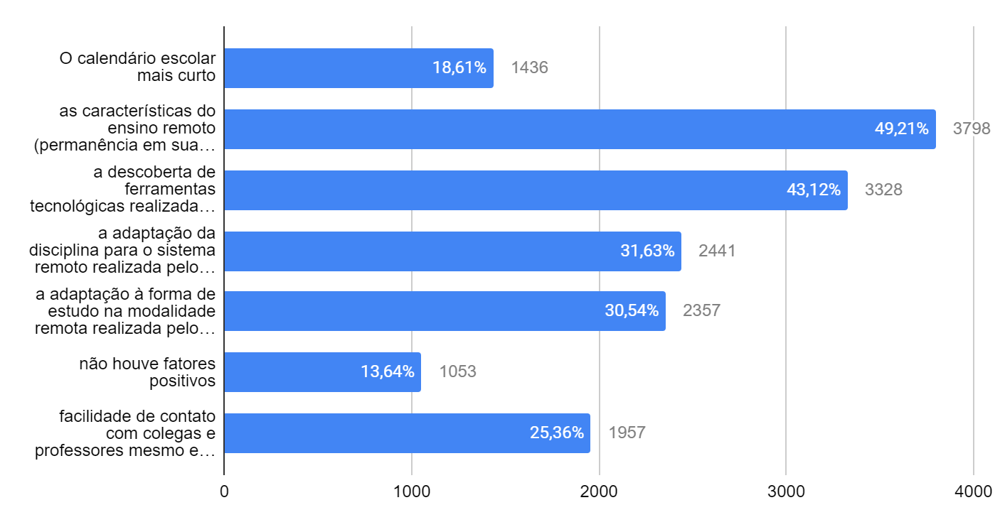 O calendário escolar
mais curto
18,61%
1436
as características do
ensino remoto
(permanência em sua…
49,21%
3798
a descoberta de
ferramentas
tecnológicas realizada…
43,12%
3328
a adaptação da
disciplina para o sistema
remoto realizada pelo…
31,63%
2441
a adaptação à forma de
estudo na modalidade
remota realizada pelo…
30,54%
2357
não houve fatores
positivos
13,64%
1053
facilidade de contato
com colegas e
professores mesmo e…
25,36%
1957
0 1000 2000 3000 4000